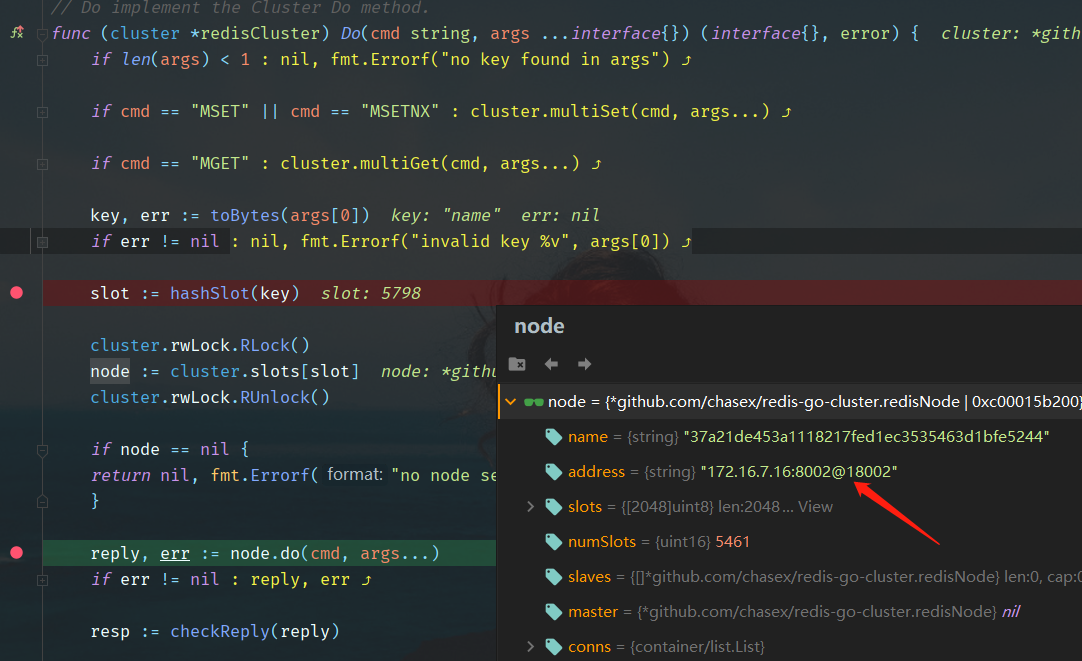 // Do implement the Cluster Do method.
func (cluster *redisCluster) Do(cmd string, args ...interface{}) (interface{}, error) {  cluster: *gith
if len(args) < 1 : nil, fmt.Errorf("no key found in args")
if cmd == "MSET" || cmd == "MSETNX" : cluster.multiSet(cmd, args...)
if cmd == "MGET" : cluster.multiGet(cmd, args...)
key, err := toBytes(args[0])  key: "name"  err: nil
if err != nil : nil, fmt.Errorf("invalid key %v", args[0])
slot := hashSlot(key)  slot: 5798
cluster.rwLock.RLock()
node := cluster.slots[slot]  node: *githu
cluster.rwLock.RUnlock()
if node == nil {
return nil, fmt.Errorf( format: "no node se
}
reply, err := node.do(cmd, args...)
if err != nil : reply, err
resp := checkReply(reply)
node
node = {*github.com/chasex/redis-go-cluster.redisNode | 0xc00015b200}
name = {string} "37a21de453a1118217fed1ec3535463d1bfe5244"
address = {string} "172.16.7.16:8002@18002"
slots = {[2048]uint8} len:2048 ... View
numSlots = {uint16} 5461
slaves = {[]*github.com/chasex/redis-go-cluster.redisNode} len:0, cap:0
master = {*github.com/chasex/redis-go-cluster.redisNode} nil
conns = {container/list.List}